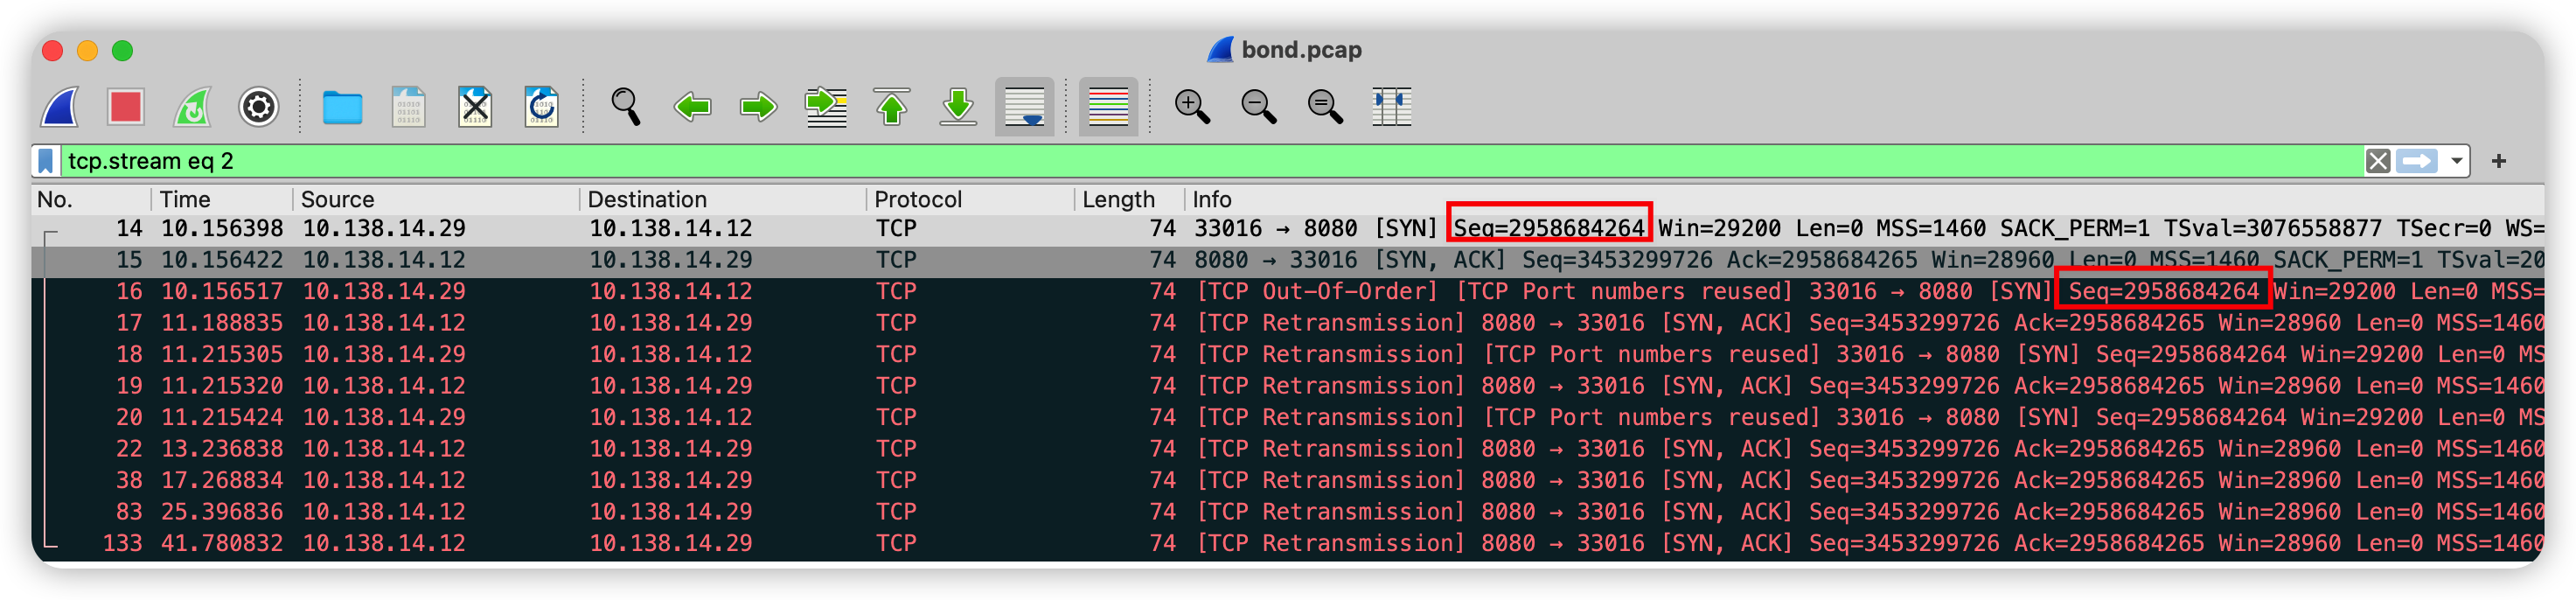 bond.pcap
tcp.stream eq 2
No. Time Source Destination Protocol Length Info
14 10.156398 10.138.14.29 10.138.14.12 TCP 74 33016 → 8080 [SYN] Seq=2958684264 Win=29200 Len=0 MSS=1460 SACK_PERM=1 TSval=3076558877 TSecr=0 WS=
15 10.156422 10.138.14.12 10.138.14.29 TCP 74 8080 → 33016 [SYN, ACK] Seq=3453299726 Ack=2958684265 Win=28960 Len=0 MSS=1460 SACK_PERM=1 TSval=20
16 10.156517 10.138.14.29 10.138.14.12 TCP 74 [TCP Out-Of-Order] [TCP Port numbers reused] 33016 → 8080 [SYN] Seq=2958684264 Win=29200 Len=0 MSS=
17 11.188835 10.138.14.12 10.138.14.29 TCP 74 [TCP Retransmission] 8080 → 33016 [SYN, ACK] Seq=3453299726 Ack=2958684265 Win=28960 Len=0 MSS=1460
18 11.215305 10.138.14.29 10.138.14.12 TCP 74 [TCP Retransmission] [TCP Port numbers reused] 33016 → 8080 [SYN] Seq=2958684264 Win=29200 Len=0 MS
19 11.215320 10.138.14.12 10.138.14.29 TCP 74 [TCP Retransmission] 8080 → 33016 [SYN, ACK] Seq=3453299726 Ack=2958684265 Win=28960 Len=0 MSS=1460
20 11.215424 10.138.14.29 10.138.14.12 TCP 74 [TCP Retransmission] [TCP Port numbers reused] 33016 → 8080 [SYN] Seq=2958684264 Win=29200 Len=0 MS
22 13.236838 10.138.14.12 10.138.14.29 TCP 74 [TCP Retransmission] 8080 → 33016 [SYN, ACK] Seq=3453299726 Ack=2958684265 Win=28960 Len=0 MSS=1460
38 17.268834 10.138.14.12 10.138.14.29 TCP 74 [TCP Retransmission] 8080 → 33016 [SYN, ACK] Seq=3453299726 Ack=2958684265 Win=28960 Len=0 MSS=1460
83 25.396836 10.138.14.12 10.138.14.29 TCP 74 [TCP Retransmission] 8080 → 33016 [SYN, ACK] Seq=3453299726 Ack=2958684265 Win=28960 Len=0 MSS=1460
133 41.780832 10.138.14.12 10.138.14.29 TCP 74 [TCP Retransmission] 8080 → 33016 [SYN, ACK] Seq=3453299726 Ack=2958684265 Win=28960 Len=0 MSS=1460